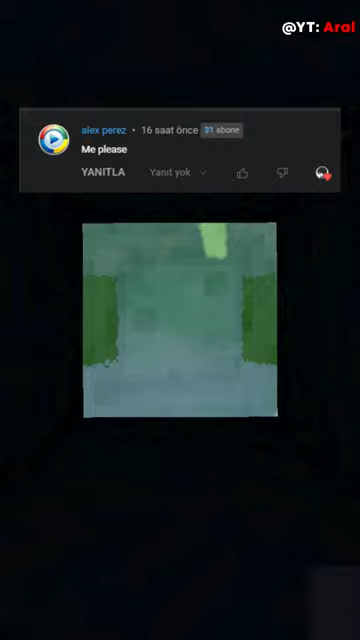 @YT: Aral
alex perez • 16 saat önce 31 abone
Me please
YANITLA Yanıt yok